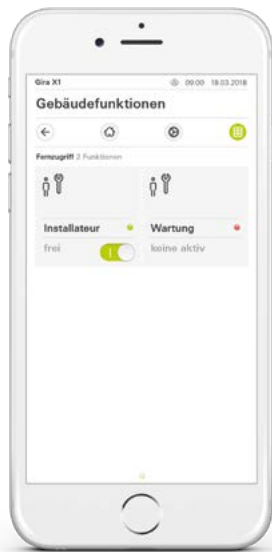 Gira X1 09:00 18.03.2018
Gebäudefunktionen
Fernzugriff 2 Funktionen
Installateur Wartung
frei keine aktiv